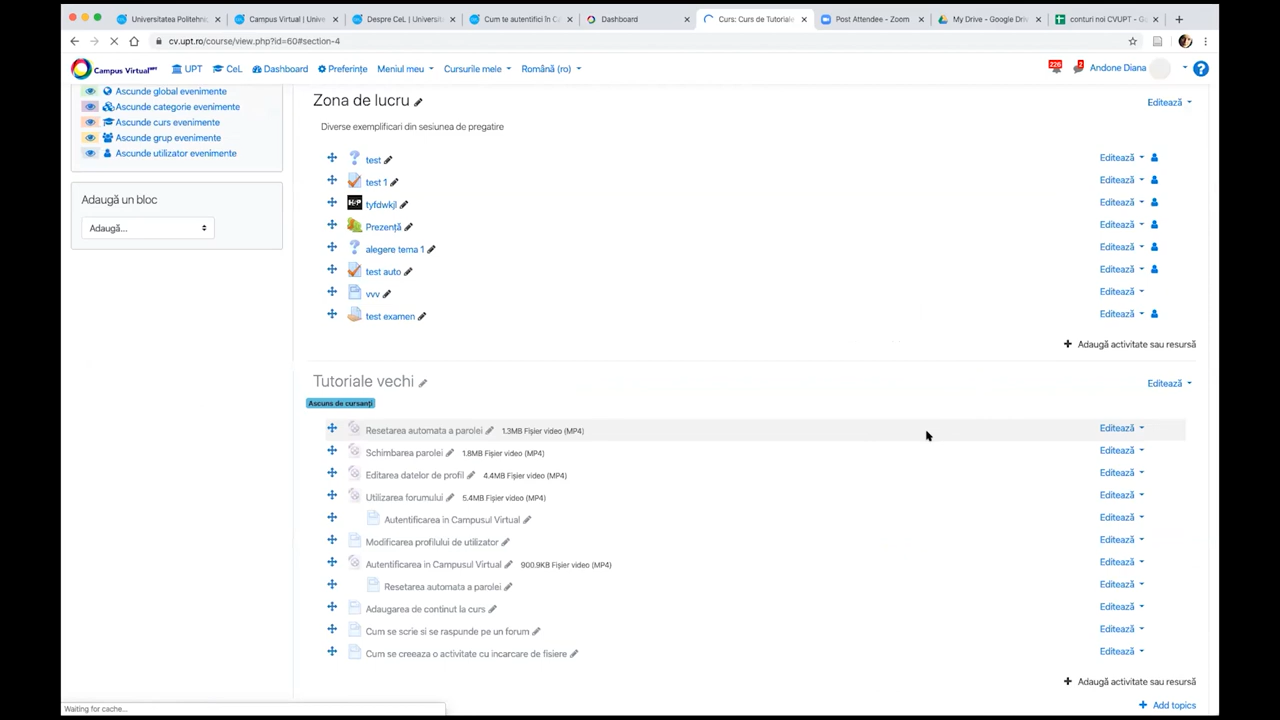 Universitatea Politehnic
Campus Virtual | Unive
Despre CeL | Universita
Cum te autentifici în Ca
Dashboard
Curs: Curs de Tutoriale
Post Attendee - Zoom
My Drive - Google Driv
conturi noi CVUPT - Go
cv.upt.ro/course/view.php?id=60#section-4
Campus Virtual UPT
UPT
CeL
Dashboard
Preferințe
Meniul meu
Cursurile mele
Română (ro)
226
2
Andone Diana
Ascunde global evenimente
Ascunde categorie evenimente
Ascunde curs evenimente
Ascunde grup evenimente
Ascunde utilizator evenimente
Adaugă un bloc
Adaugă...
Zona de lucru
Editează
Diverse exemplificari din sesiunea de pregatire
test
Editează
test 1
Editează
H-P tyfdwkjl
Editează
Prezență
Editează
alegere tema 1
Editează
test auto
Editează
vvv
Editează
test examen
Editează
Adaugă activitate sau resursă
Tutoriale vechi
Editează
Ascuns de cursanți
Resetarea automata a parolei 1.3MB Fișier video (MP4)
Editează
Schimbarea parolei 1.8MB Fișier video (MP4)
Editează
Editarea datelor de profil 4.4MB Fișier video (MP4)
Editează
Utilizarea forumului 5.4MB Fișier video (MP4)
Editează
Autentificarea in Campusul Virtual
Editează
Modificarea profilului de utilizator
Editează
Autentificarea in Campusul Virtual 900.9KB Fișier video (MP4)
Editează
Resetarea automata a parolei
Editează
Adaugarea de continut la curs
Editează
Cum se scrie si se raspunde pe un forum
Editează
Cum se creeaza o activitate cu incarcare de fisiere
Editează
Adaugă activitate sau resursă
Add topics
Waiting for cache...